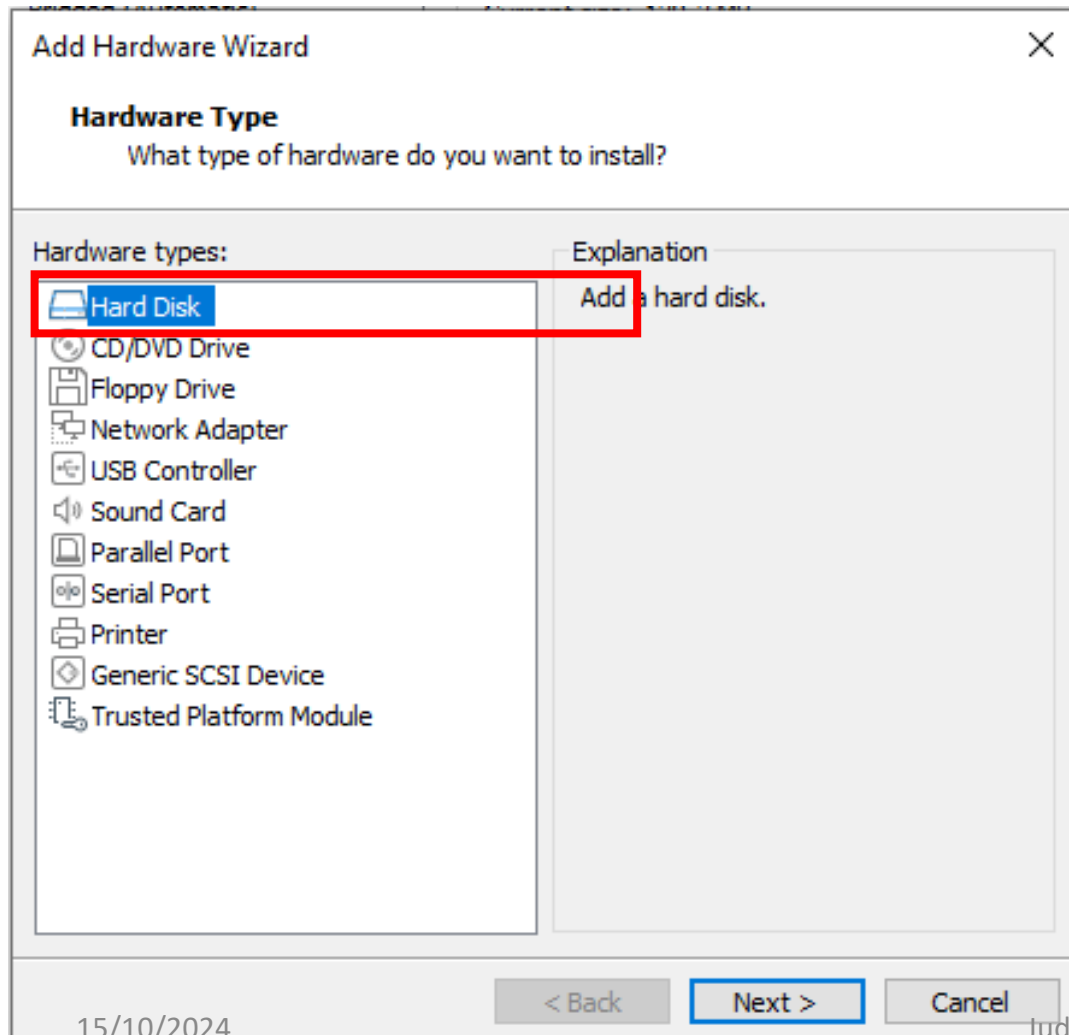 Add Hardware Wizard
Hardware Type
What type of hardware do you want to install?
Hardware types:
Explanation
Hard Disk
Add a hard disk.
CD/DVD Drive
Floppy Drive
Network Adapter
USB Controller
Sound Card
Parallel Port
Serial Port
Printer
Generic SCSI Device
Trusted Platform Module
< Back
Next >
Cancel
15/10/2024